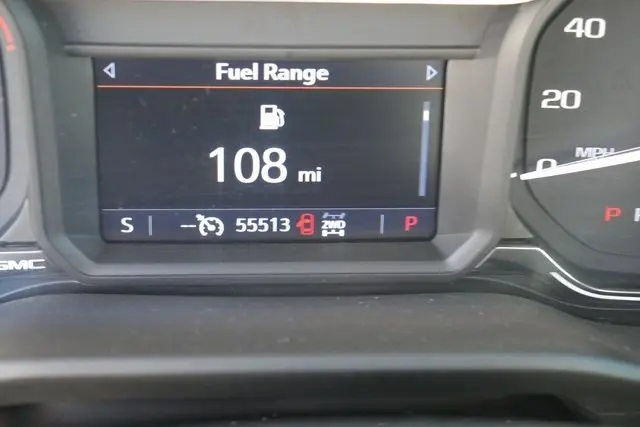 Fuel Range
108 mi
S -- 55513 2WD P
GMC
40
20
0
MPH
P